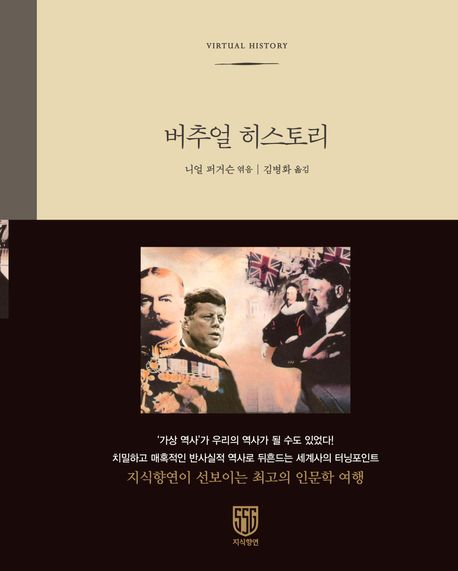 VIRTUAL HISTORY
버추얼 히스토리
니얼 퍼거슨 엮음 | 김병화 옮김
'가상 역사'가 우리의 역사가 될 수도 있었다!
치밀하고 매혹적인 반사실적 역사로 뒤흔드는 세계사의 터닝포인트
지식향연이 선보이는 최고의 인문학 여행
SSG
지식향연